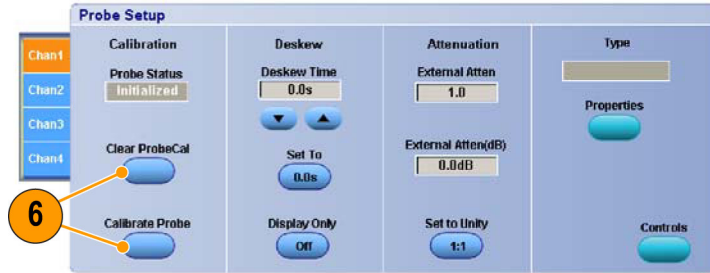 Probe Setup
Chan1
Chan2
Chan3
Chan4
Calibration
Probe Status
Initialized
Clear ProbeCal
Calibrate Probe
6
Deskew
Deskew Time
0.0s
Set To
0.0s
Display Only
Off
Attenuation
External Atten
1.0
External Atten(dB)
0.0dB
Set to Unity
1:1
Type
Properties
Controls